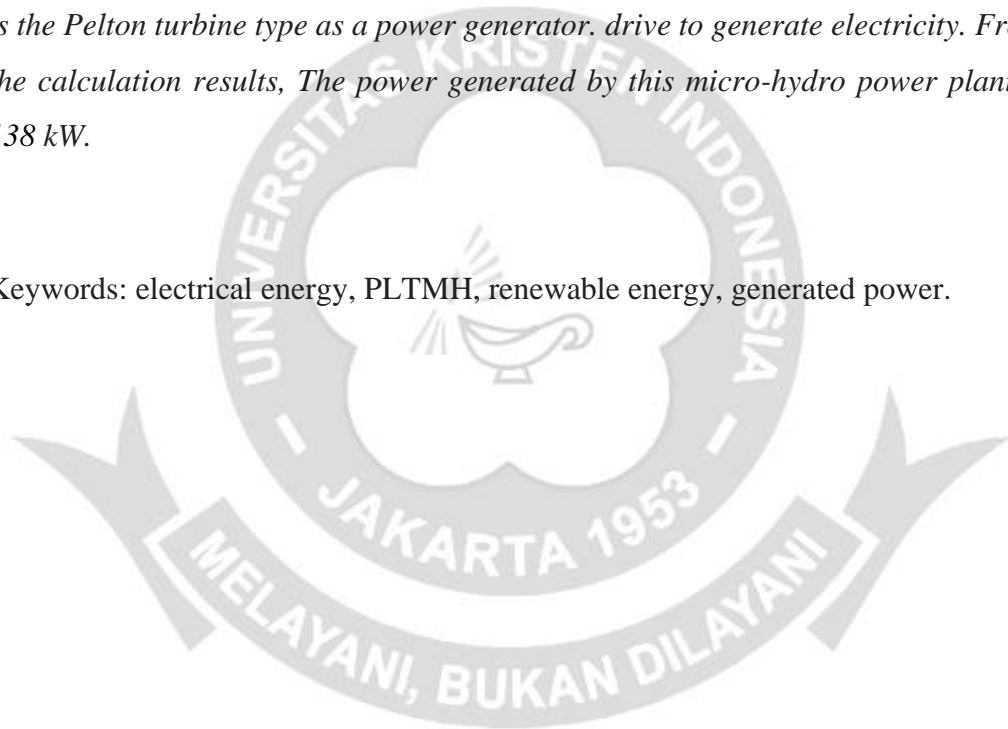 s the Pelton turbine type as a power generator. drive to generate electricity. Fr
he calculation results, The power generated by this micro-hydro power plan
38 kW.
Keywords: electrical energy, PLTMH, renewable energy, generated power.
UNIVERSITAS KRISTEN INDONESIA
- JAKARTA 1953 -
MELAYANI, BUKAN DILAYANI